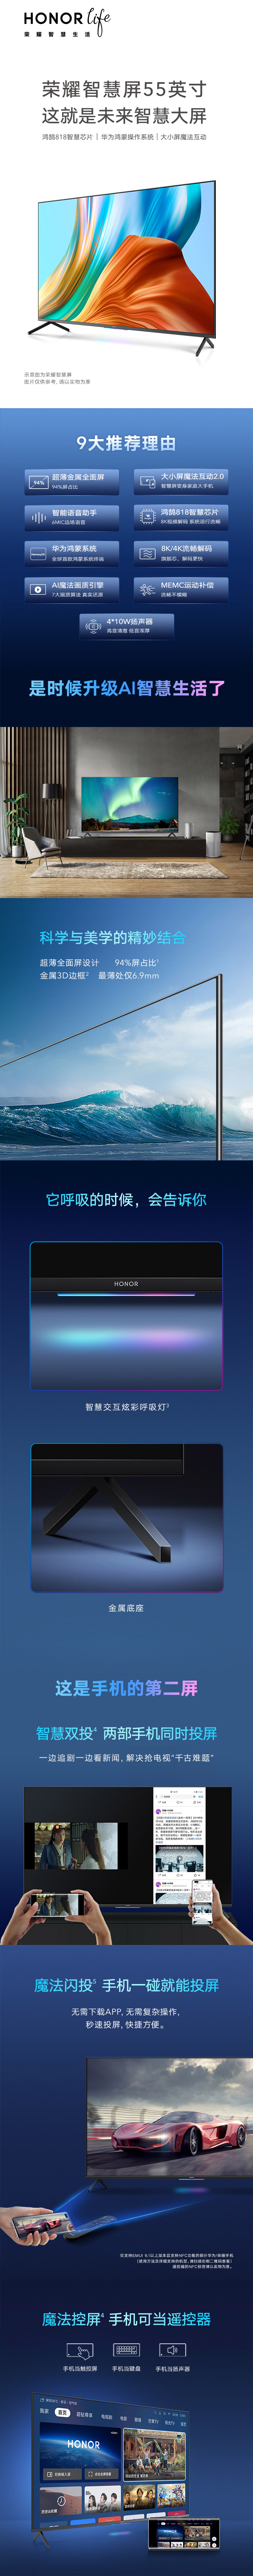 HONOR life
荣耀智慧生活
荣耀智慧屏55英寸
这就是未来智慧大屏
鸿鹄818智慧芯片｜华为鸿蒙操作系统｜大小屏魔法互动
示意图为荣耀智慧屏
图片仅供参考, 请以实物为准
9大推荐理由
94%
超薄金属全面屏
94%屏占比
大小屏魔法互动2.0
智慧屏变身家庭大手机
智能语音助手
6MIC远场语音
鸿鹄818智慧芯片
8K视频解码 系统运行流畅
华为鸿蒙系统
全球首款鸿蒙系统终端
8K/4K流畅解码
旗舰芯, 解码更快
AI魔法画质引擎
7大画质算法 真实还原
MEMC运动补偿
流畅不模糊
4*10W扬声器
高音清澈 低音浑厚
是时候升级AI智慧生活了
科学与美学的精妙结合
超薄全面屏设计 94%屏占比¹
金属3D边框² 最薄处仅6.9mm
它呼吸的时候，会告诉你
HONOR
智慧交互炫彩呼吸灯³
金属底座
这是手机的第二屏
智慧双投⁴ 两部手机同时投屏
一边追剧一边看新闻, 解决抢电视“千古难题”
魔法闪投⁵ 手机一碰就能投屏
无需下载APP, 无需复杂操作,
秒速投屏, 快捷方便。
魔法控屏⁴ 手机可当遥控器
手机当触控屏
手机当键盘
手机当扬声器
首页
HONOR